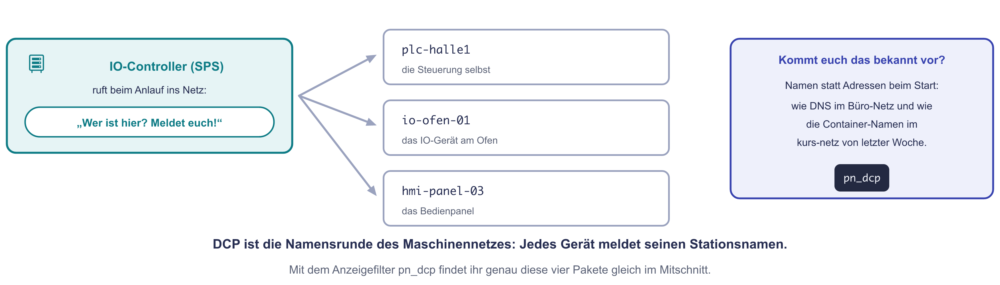 IO-Controller (SPS)
ruft beim Anlauf ins Netz:
„Wer ist hier? Meldet euch!“
plc-halle1
die Steuerung selbst
io-ofen-01
das IO-Gerät am Ofen
hmi-panel-03
das Bedienpanel
Kommt euch das bekannt vor?
Namen statt Adressen beim Start:
wie DNS im Büro-Netz und wie
die Container-Namen im
kurs-netz von letzter Woche.
pn_dcp
DCP ist die Namensrunde des Maschinennetzes: Jedes Gerät meldet seinen Stationsnamen.
Mit dem Anzeigefilter pn_dcp findet ihr genau diese vier Pakete gleich im Mitschnitt.